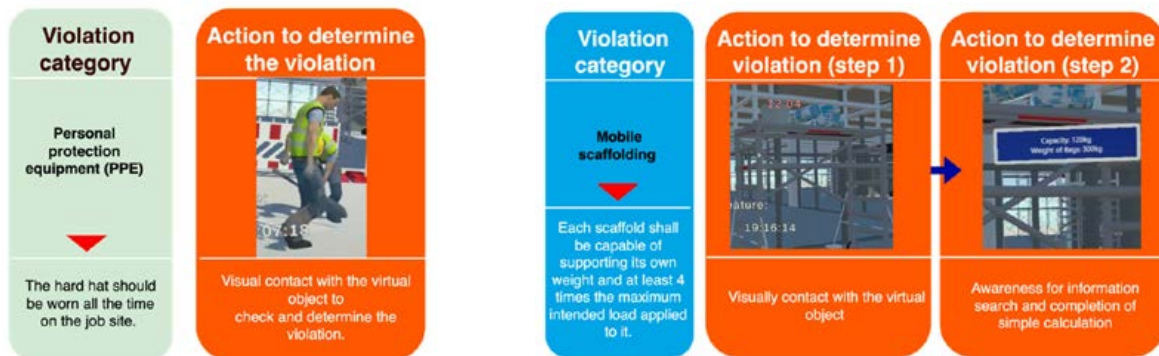 Violation
category
Personal
protection
equipment (PPE)
The hard hat should
be worn all the time
on the job site.
Action to determine
the violation
07:18
Visual contact with the virtual
object to
check and determine the
violation.
Violation
category
Mobile
scaffolding
Each scaffold shall
be capable of
supporting its own
weight and at least 4
times the maximum
intended load applied
to it.
Action to determine
violation (step 1)
12:04
eature:
19:16:14
Visually contact with the virtual
object
Action to determine
violation (step 2)
Capacity: 120kg
Weight of Bags: 300kg
Awareness for information
search and completion of
simple calculation